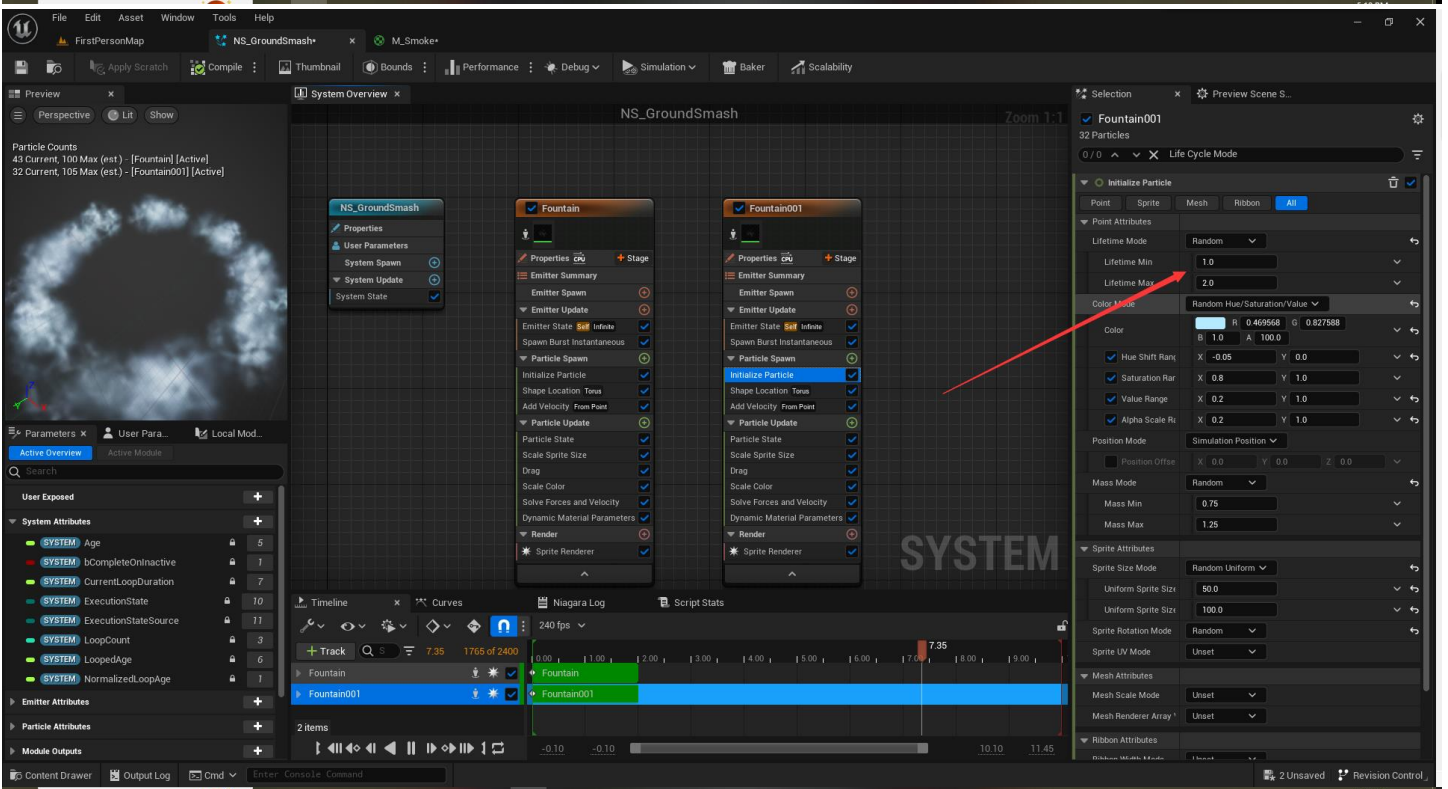 File Edit Asset Window Tools Help
FirstPersonMap NS_GroundSmash• × M_Smoke•
Apply Scratch Compile Thumbnail Bounds Performance Debug Simulation Baker Scalability
Preview ×
Perspective Lit Show
Particle Counts
43 Current, 100 Max (est.) - [Fountain] [Active]
32 Current, 105 Max (est.) - [Fountain001] [Active]
Parameters × User Para... Local Mod...
Active Overview Active Module
Search
User Exposed
System Attributes
SYSTEM Age 5
SYSTEM bCompleteOnInactive 1
SYSTEM CurrentLoopDuration 7
SYSTEM ExecutionState 10
SYSTEM ExecutionStateSource 11
SYSTEM LoopCount 3
SYSTEM LoopedAge 6
SYSTEM NormalizedLoopAge 1
Emitter Attributes
Particle Attributes
Module Outputs
System Overview ×
NS_GroundSmash Zoom 1:1
NS_GroundSmash
Properties
User Parameters
System Spawn
System Update
System State
Fountain
Properties CPU + Stage
Emitter Summary
Emitter Spawn
Emitter Update
Emitter State Self Infinite
Spawn Burst Instantaneous
Particle Spawn
Initialize Particle
Shape Location Torus
Add Velocity From Point
Particle Update
Particle State
Scale Sprite Size
Drag
Scale Color
Solve Forces and Velocity
Dynamic Material Parameters
Render
Sprite Renderer
Fountain001
Properties CPU + Stage
Emitter Summary
Emitter Spawn
Emitter Update
Emitter State Self Infinite
Spawn Burst Instantaneous
Particle Spawn
Initialize Particle
Shape Location Torus
Add Velocity From Point
Particle Update
Particle State
Scale Sprite Size
Drag
Scale Color
Solve Forces and Velocity
Dynamic Material Parameters
Render
Sprite Renderer
SYSTEM
Timeline × Curves Niagara Log Script Stats
240 fps
+ Track S 7.35 1765 of 2400
0.00 1.00 2.00 3.00 4.00 5.00 6.00 7.0 7.35 8.00 9.00
Fountain Fountain
Fountain001 Fountain001
2 items
-0.10 -0.10 10.10 11.45
Selection × Preview Scene S...
Fountain001
32 Particles
0/0 Life Cycle Mode
Initialize Particle
Point Sprite Mesh Ribbon All
Point Attributes
Lifetime Mode Random
Lifetime Min 1.0
Lifetime Max 2.0
Color Mode Random Hue/Saturation/Value
Color R 0.469568 G 0.827588
B 1.0 A 100.0
Hue Shift Rang X -0.05 Y 0.0
Saturation Rar X 0.8 Y 1.0
Value Range X 0.2 Y 1.0
Alpha Scale Ra X 0.2 Y 1.0
Position Mode Simulation Position
Position Offse X 0.0 Y 0.0 Z 0.0
Mass Mode Random
Mass Min 0.75
Mass Max 1.25
Sprite Attributes
Sprite Size Mode Random Uniform
Uniform Sprite Size 50.0
Uniform Sprite Size 100.0
Sprite Rotation Mode Random
Sprite UV Mode Unset
Mesh Attributes
Mesh Scale Mode Unset
Mesh Renderer Array Unset
Ribbon Attributes
Ribbon Width Mode Unset
Content Drawer Output Log Cmd Enter Console Command 2 Unsaved Revision Control